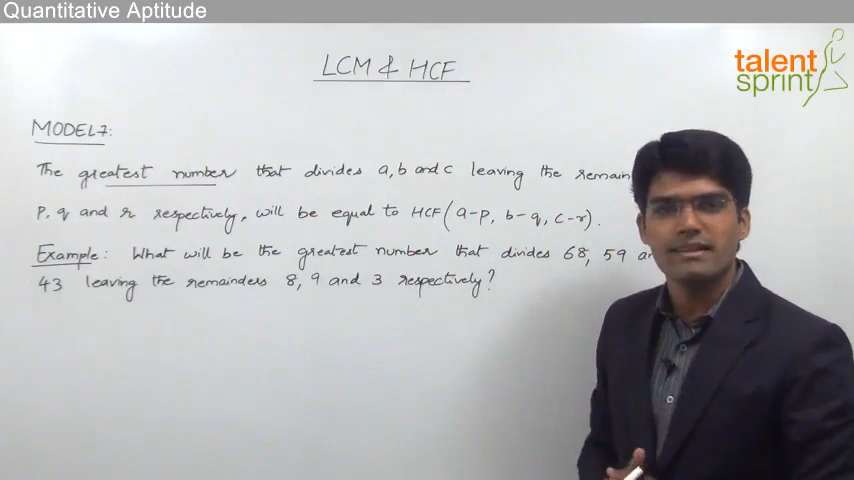 Quantitative Aptitude
LCM & HCF
talent
sprint
MODEL7:
The greatest number that divides a, b and c leaving the remain
p, q and r respectively, will be equal to HCF (a-p, b-q, c-r).
Example: What will be the greatest number that divides 68, 59 an
43 leaving the remainders 8, 9 and 3 respectively?